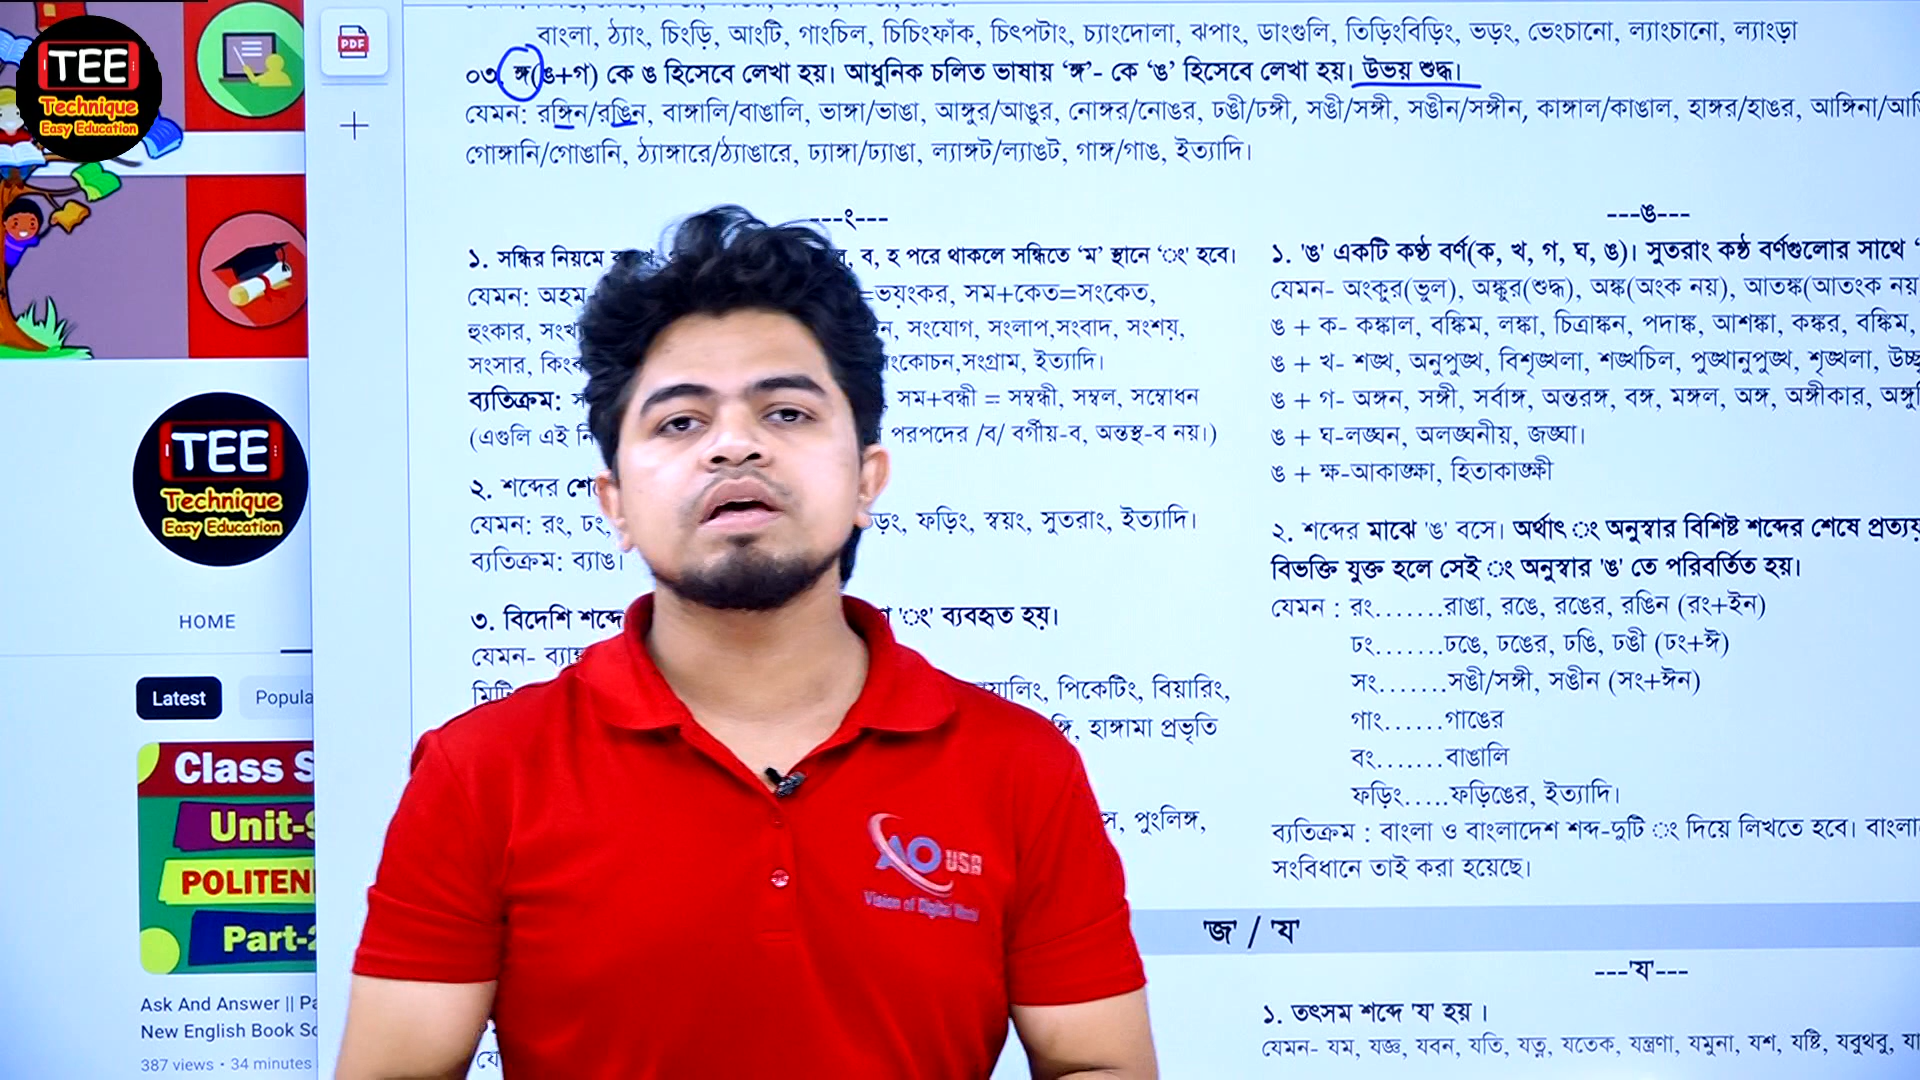 TEE
Technique
Easy Education
PDF
বাংলা, ঠ্যাং, চিংড়ি, আংটি, গাংচিল, চিচিংফাঁক, চিৎপটাং, চ্যাংদোলা, ঝপাং, ডাংগুলি, তিড়িংবিড়িং, ভড়ং, ভেংচানো, ল্যাংচানো, ল্যাংড়া
০৩. ঙ্গ(ঙ+গ) কে ঙ হিসেবে লেখা হয়। আধুনিক চলিত ভাষায় ‘ঙ্গ’- কে ‘ঙ’ হিসেবে লেখা হয়। উভয় শুদ্ধ।
যেমন: রঙ্গিন/রঙিন, বাঙ্গালি/বাঙালি, ভাঙ্গা/ভাঙা, আঙ্গুর/আঙুর, নোঙ্গর/নোঙর, ঢঙী/ঢঙ্গী, সঙী/সঙ্গী, সঙীন/সঙ্গীন, কাঙ্গাল/কাঙাল, হাঙ্গর/হাঙর, আঙ্গিনা/
গোঙ্গানি/গোঙানি, ঠ্যাঙ্গারে/ঠ্যাঙারে, ঢ্যাঙ্গা/ঢ্যাঙা, ল্যাঙ্গট/ল্যাঙট, গাঙ্গ/গাঙ, ইত্যাদি।
---ং---
১. সন্ধির নিয়মে ব, হ পরে থাকলে সন্ধিতে ‘ম’ স্থানে ‘ং’ হবে।
যেমন: অহম =ভয়ংকর, সম+কেত=সংকেত,
হুংকার, সংযোগ, সংলাপ,সংবাদ, সংশয়,
সংসার, সংগ্রাম, ইত্যাদি।
ব্যতিক্রম: সম+বন্ধী = সম্বন্ধী, সম্বল, সম্বোধন
(এগুলি এই পরপদের /ব/ বর্গীয়-ব, অন্তস্থ-ব নয়।)
২. শব্দের
যেমন: রং, ঢং, ফড়িং, স্বয়ং, সুতরাং, ইত্যাদি।
ব্যতিক্রম: ব্যাঙ।
৩. বিদেশি শব্দে 'ং' ব্যবহৃত হয়।
যেমন-
পিকেটিং, বিয়ারিং,
হাঙ্গামা প্রভৃতি
পুংলিঙ্গ,
---ঙ---
১. 'ঙ' একটি কণ্ঠ বর্ণ(ক, খ, গ, ঘ, ঙ)। সুতরাং কণ্ঠ বর্ণগুলোর সাথে
যেমন- অংকুর(ভুল), অঙ্কুর(শুদ্ধ), অঙ্ক(অংক নয়), আতঙ্ক(আতংক নয়
ঙ + ক- কঙ্কাল, বঙ্কিম, লঙ্কা, চিত্রাঙ্কন, পদাঙ্ক, আশঙ্কা, কঙ্কর, বঙ্কিম,
ঙ + খ- শঙ্খ, অনুপুঙ্খ, বিশৃঙ্খলা, শঙ্খচিল, পুঙ্খানুপুঙ্খ, শৃঙ্খলা,
ঙ + গ- অঙ্গন, সঙ্গী, সর্বাঙ্গ, অন্তরঙ্গ, বঙ্গ, মঙ্গল, অঙ্গ, অঙ্গীকার,
ঙ + ঘ-লঙ্ঘন, অলঙ্ঘনীয়, জঙ্ঘা।
ঙ + ক্ষ-আকাঙ্ক্ষা, হিতাকাঙ্ক্ষী
২. শব্দের মাঝে 'ঙ' বসে। অর্থাৎ ং অনুস্বার বিশিষ্ট শব্দের শেষে
বিভক্তি যুক্ত হলে সেই ং অনুস্বার 'ঙ' তে পরিবর্তিত হয়।
যেমন : রং.......রাঙা, রঙে, রঙের, রঙিন (রং+ইন)
ঢং.......ঢঙে, ঢঙের, ঢঙি, ঢঙী (ঢং+ঈ)
সং.......সঙী/সঙ্গী, সঙীন (সং+ঈন)
গাং......গাঙের
বং.......বাঙালি
ফড়িং.....ফড়িঙের, ইত্যাদি।
ব্যতিক্রম : বাংলা ও বাংলাদেশ শব্দ-দুটি ং দিয়ে লিখতে হবে।
সংবিধানে তাই করা হয়েছে।
'জ' / 'য'
---'য'---
১. তৎসম শব্দে 'য' হয় ।
যেমন- যম, যজ্ঞ, যবন, যতি, যত্ন, যতেক, যন্ত্রণা, যমুনা, যশ, যষ্টি, যবুথবু,
TEE
Technique
Easy Education
HOME
Latest
Popula
Class S
Unit-9
POLITEN
Part-2
Ask And Answer ||
New English Book
387 views • 34 minutes
AO USA
Vision of Digital World